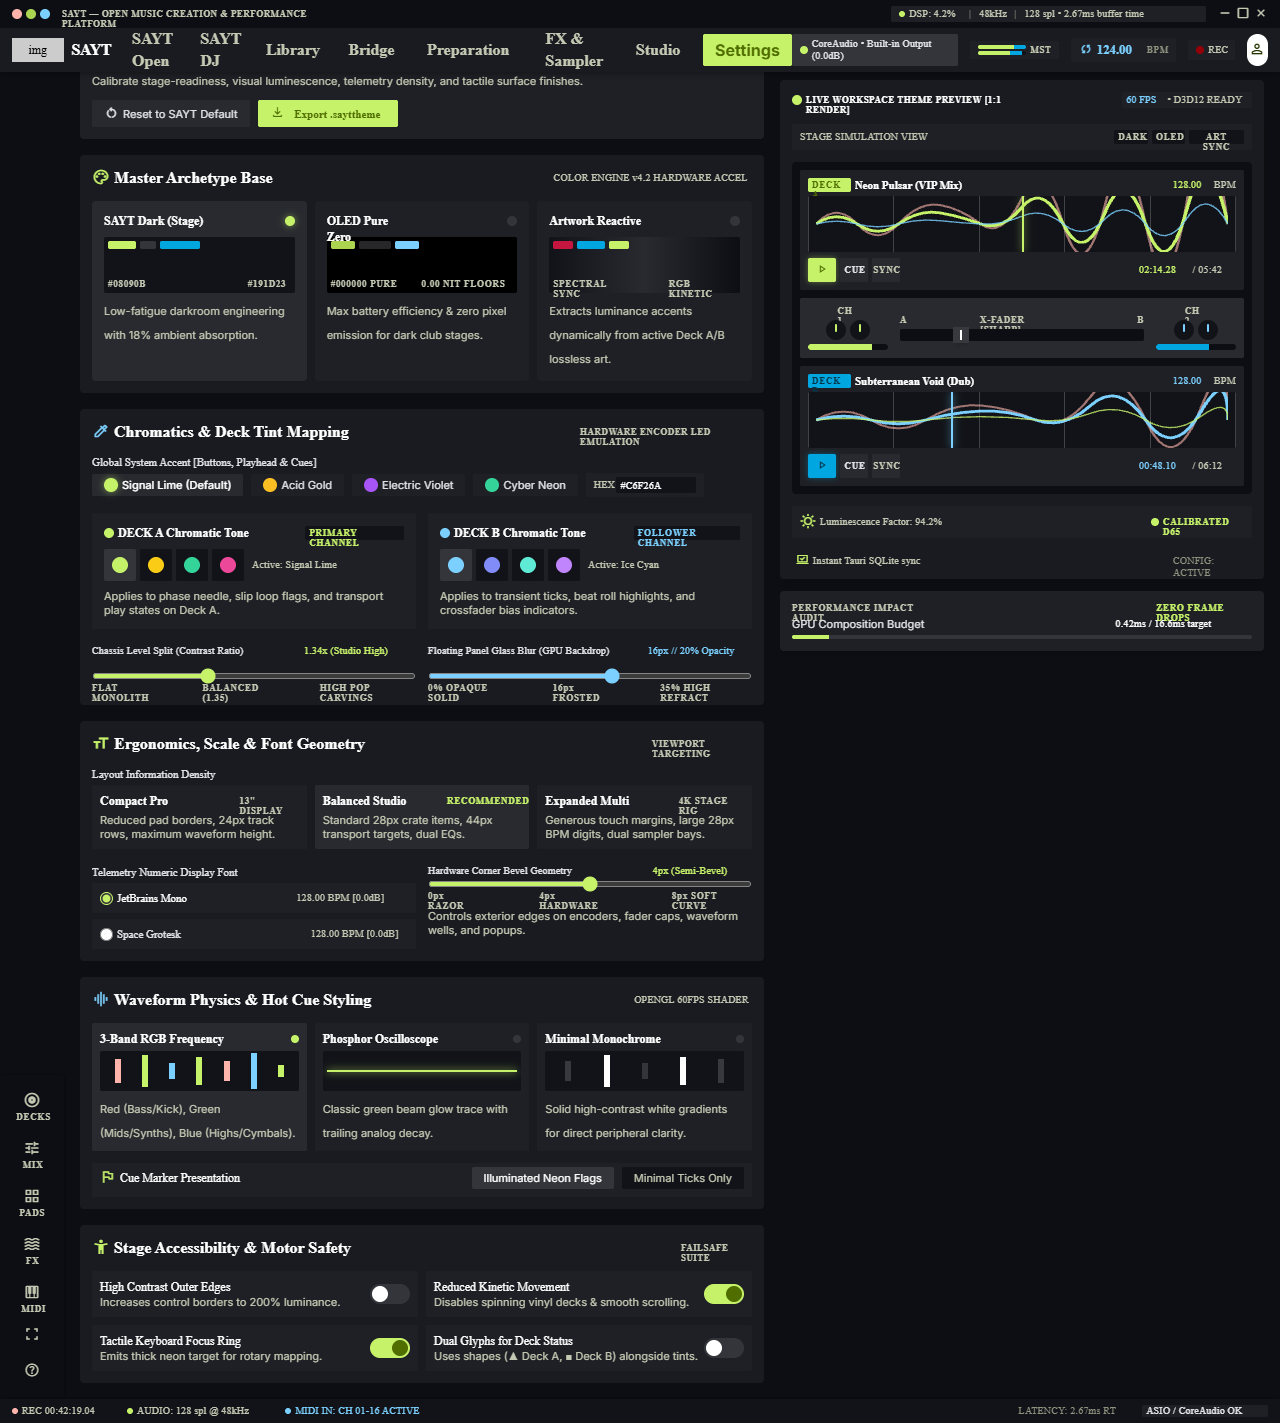 SAYT — OPEN MUSIC CREATION & PERFORMANCE
PLATFORM
DSP: 4.2% | 48kHz | 128 spl • 2.67ms buffer time
img SAYT SAYT Open SAYT DJ Library Bridge Preparation FX & Sampler Studio Settings
CoreAudio • Built-in Output
(0.0dB)
MST 124.00 BPM REC
Calibrate stage-readiness, visual luminescence, telemetry density, and tactile surface finishes.
Reset to SAYT Default Export .sayttheme
Master Archetype Base COLOR ENGINE v4.2 HARDWARE ACCEL
SAYT Dark (Stage)
#08090B #191D23
Low-fatigue darkroom engineering
with 18% ambient absorption.
OLED Pure
Zero
#000000 PURE 0.00 NIT FLOORS
Max battery efficiency & zero pixel
emission for dark club stages.
Artwork Reactive
SPECTRAL SYNC RGB KINETIC
Extracts luminance accents
dynamically from active Deck A/B
lossless art.
Chromatics & Deck Tint Mapping HARDWARE ENCODER LED
EMULATION
Global System Accent [Buttons, Playhead & Cues]
Signal Lime (Default) Acid Gold Electric Violet Cyber Neon HEX #C6F26A
DECK A Chromatic Tone PRIMARY
CHANNEL
Active: Signal Lime
Applies to phase needle, slip loop flags, and transport
play states on Deck A.
DECK B Chromatic Tone FOLLOWER
CHANNEL
Active: Ice Cyan
Applies to transient ticks, beat roll highlights, and
crossfader bias indicators.
Chassis Level Split (Contrast Ratio) 1.34x (Studio High)
FLAT MONOLITH BALANCED (1.35) HIGH POP CARVINGS
Floating Panel Glass Blur (GPU Backdrop) 16px // 20% Opacity
0% OPAQUE SOLID 16px FROSTED 35% HIGH REFRACT
Ergonomics, Scale & Font Geometry VIEWPORT
TARGETING
Layout Information Density
Compact Pro 13" DISPLAY
Reduced pad borders, 24px track
rows, maximum waveform height.
Balanced Studio RECOMMENDED
Standard 28px crate items, 44px
transport targets, dual EQs.
Expanded Multi 4K STAGE RIG
Generous touch margins, large 28px
BPM digits, dual sampler bays.
Telemetry Numeric Display Font
JetBrains Mono 128.00 BPM [0.0dB]
Space Grotesk 128.00 BPM [0.0dB]
Hardware Corner Bevel Geometry 4px (Semi-Bevel)
0px RAZOR 4px HARDWARE 8px SOFT CURVE
Controls exterior edges on encoders, fader caps, waveform
wells, and popups.
Waveform Physics & Hot Cue Styling OPENGL 60FPS SHADER
3-Band RGB Frequency
Red (Bass/Kick), Green
(Mids/Synths), Blue (Highs/Cymbals).
Phosphor Oscilloscope
Classic green beam glow trace with
trailing analog decay.
Minimal Monochrome
Solid high-contrast white gradients
for direct peripheral clarity.
Cue Marker Presentation Illuminated Neon Flags Minimal Ticks Only
Stage Accessibility & Motor Safety FAILSAFE
SUITE
High Contrast Outer Edges
Increases control borders to 200% luminance.
Reduced Kinetic Movement
Disables spinning vinyl decks & smooth scrolling.
Tactile Keyboard Focus Ring
Emits thick neon target for rotary mapping.
Dual Glyphs for Deck Status
Uses shapes (▲ Deck A, ■ Deck B) alongside tints.
LIVE WORKSPACE THEME PREVIEW [1:1
RENDER]
60 FPS • D3D12 READY
STAGE SIMULATION VIEW DARK OLED ART
SYNC
DECK Neon Pulsar (VIP Mix) 128.00 BPM
CUE SYNC 02:14.28 / 05:42
CH A X-FADER B CH
DECK Subterranean Void (Dub) 128.00 BPM
CUE SYNC 00:48.10 / 06:12
Luminescence Factor: 94.2% CALIBRATED
D65
Instant Tauri SQLite sync CONFIG:
ACTIVE
PERFORMANCE IMPACT
AUDIT
ZERO FRAME
DROPS
GPU Composition Budget 0.42ms / 16.6ms target
DECKS
MIX
PADS
FX
MIDI
REC 00:42:19.04 AUDIO: 128 spl @ 48kHz MIDI IN: CH 01-16 ACTIVE LATENCY: 2.67ms RT ASIO / CoreAudio OK